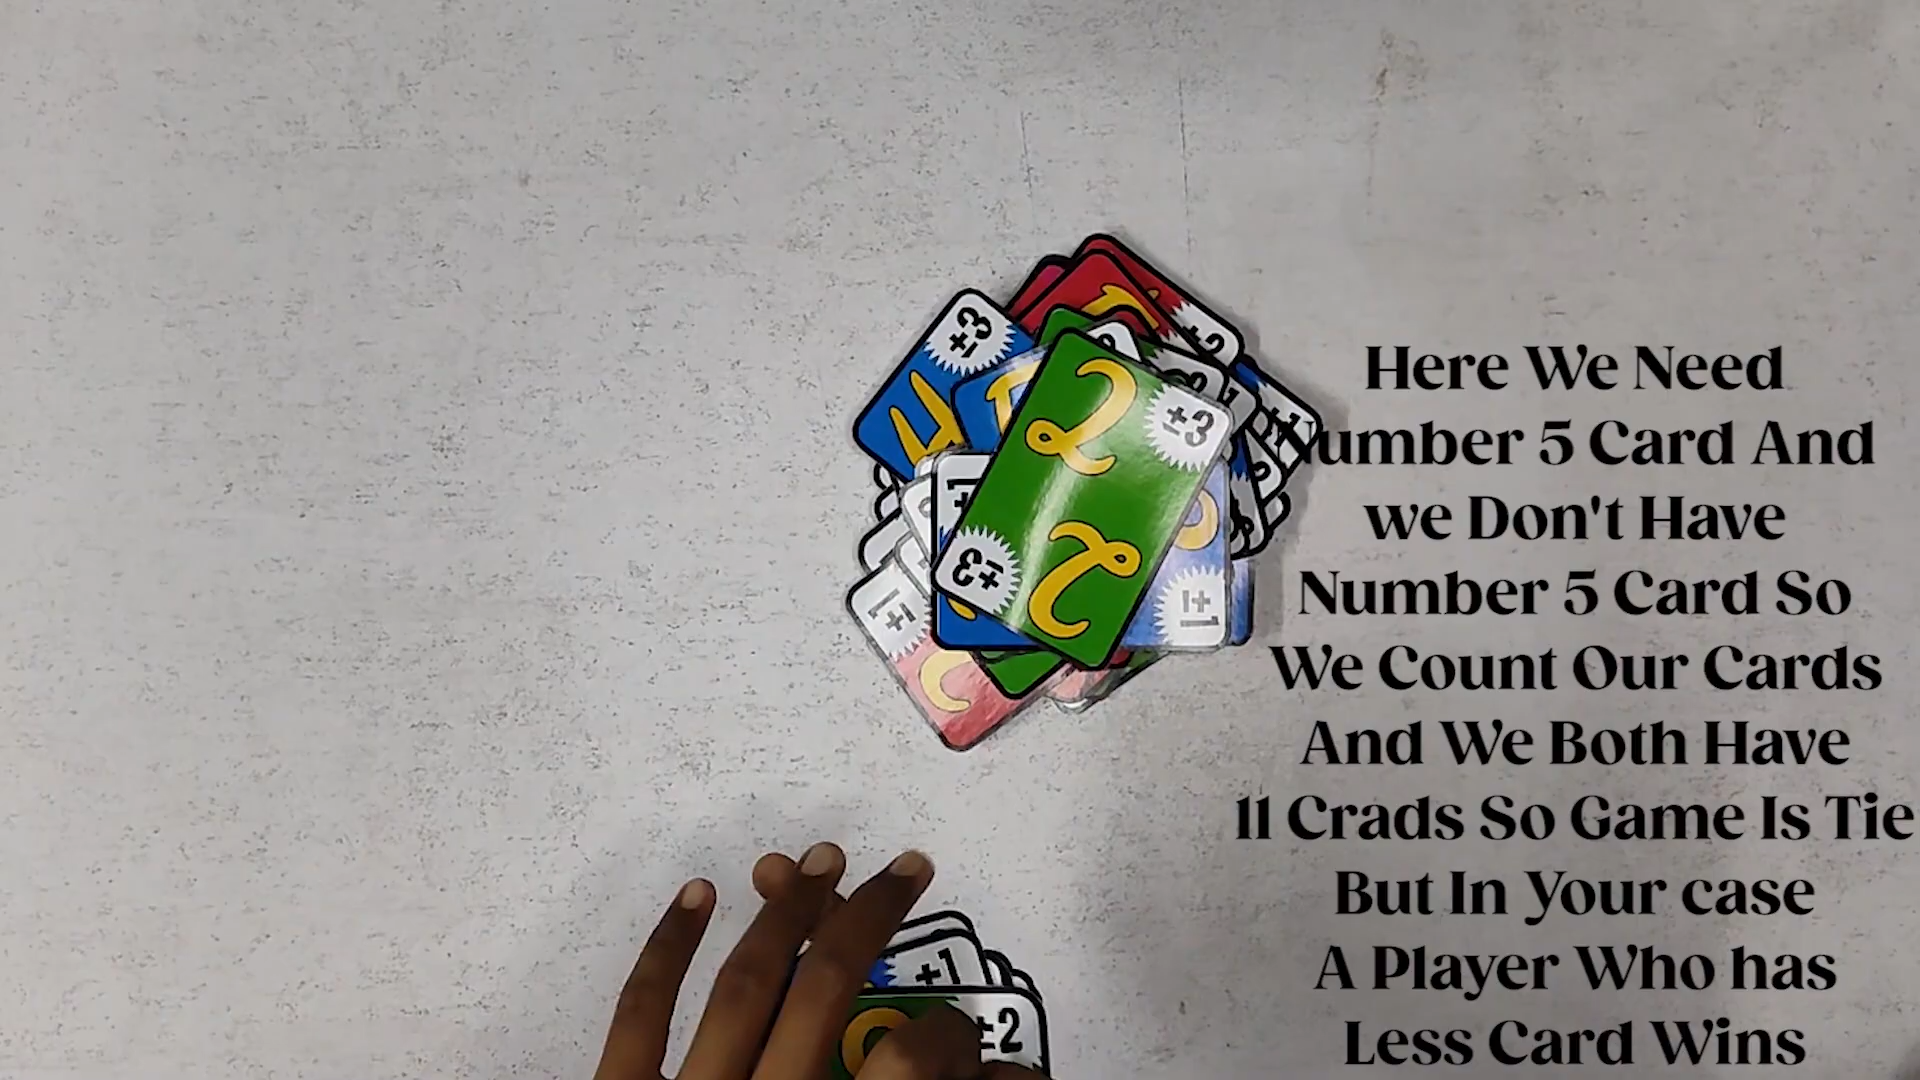 Here We Need
Number 5 Card And
we Don't Have
Number 5 Card So
We Count Our Cards
And We Both Have
11 Crads So Game Is Tie
But In Your case
A Player Who has
Less Card Wins
±3
±2
2
±3
±3
2
±1
±1
±1
±2